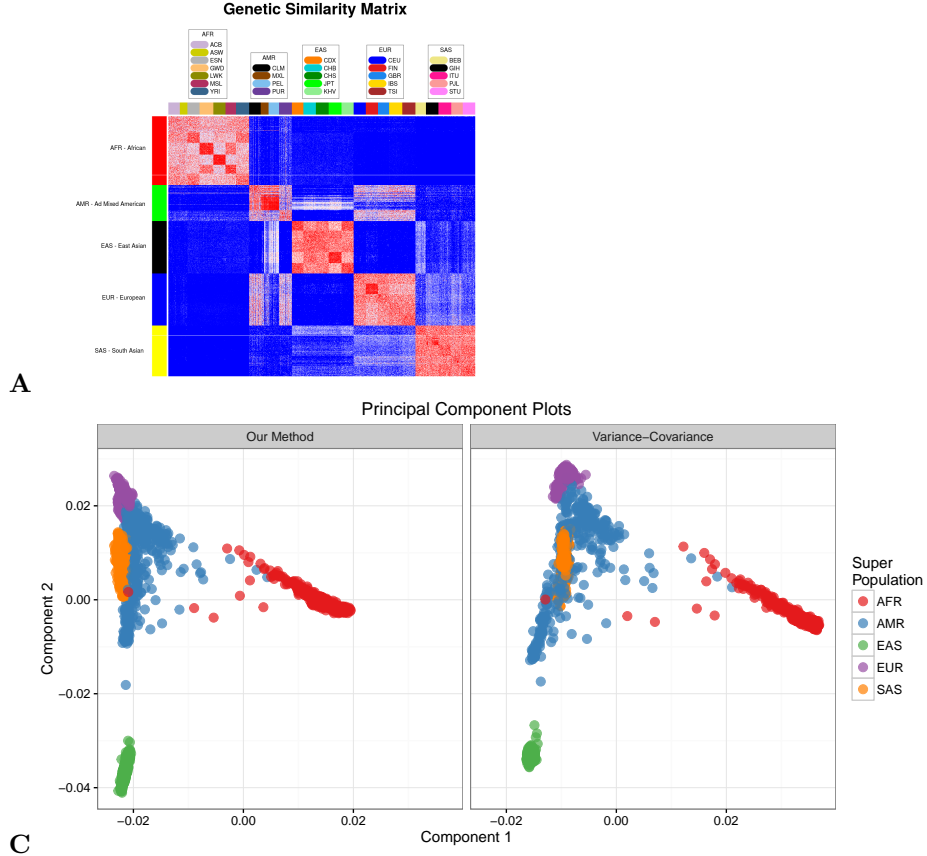 Genetic Similarity Matrix
AFR
ACB
ASW
ESN
GWD
LWK
MSL
YRI
AMR
CLM
MXL
PEL
PUR
EAS
CDX
CHB
CHS
JPT
KHV
EUR
CEU
FIN
GBR
IBS
TSI
SAS
BEB
GIH
ITU
PJL
STU
AFR - African
AMR - Ad Mixed American
EAS - East Asian
EUR - European
SAS - South Asian
A
Principal Component Plots
Our Method
Variance−Covariance
Component 2
0.02
0.00
−0.02
−0.04
−0.02
0.00
0.02
−0.02
0.00
0.02
Component 1
Super
Population
AFR
AMR
EAS
EUR
SAS
C